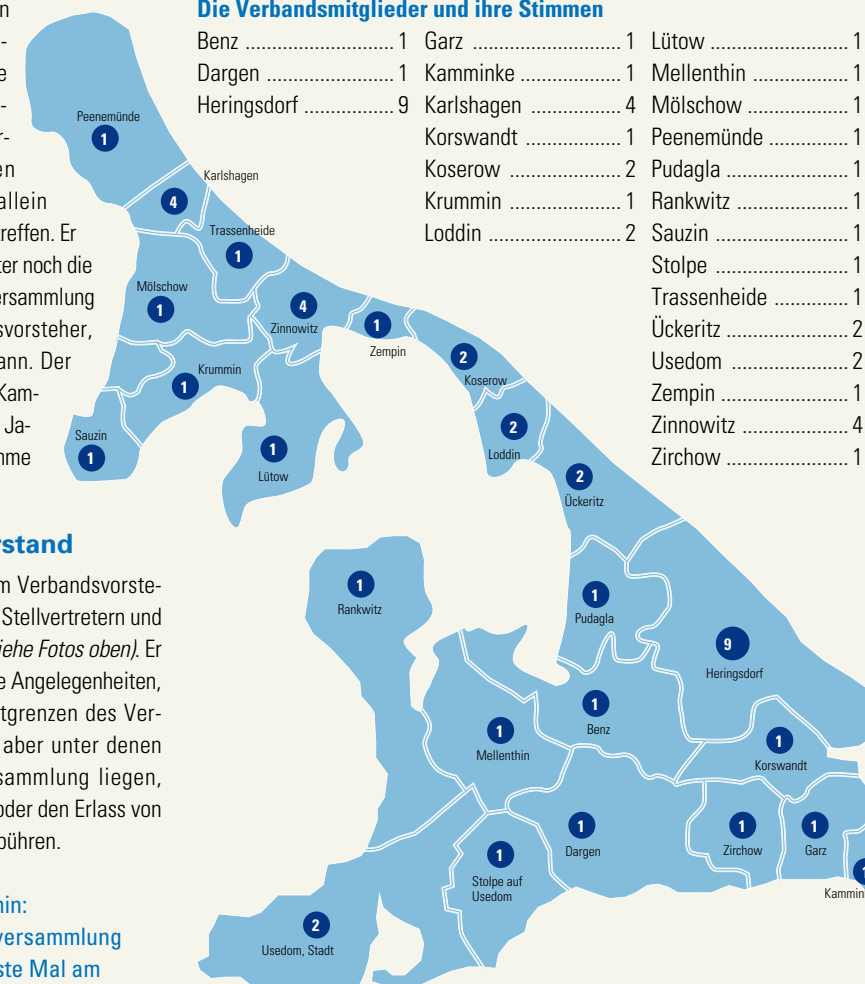 n
-
e
-
r-
en
allein
treffen. Er
ter noch die
ersammlung
svorsteher,
ann. Der
Kam-
Ja-
mme
rstand
m Verbandsvorste-
Stellvertretern und
iehe Fotos oben). Er
e Angelegenheiten,
tgrenzen des Ver-
aber unter denen
sammlung liegen,
oder den Erlass von
bühren.
nin:
versammlung
ste Mal am
Die Verbandsmitglieder und ihre Stimmen
Benz ............................ 1
Dargen ........................ 1
Heringsdorf ................. 9
Garz ............................ 1
Kamminke ................... 1
Karlshagen .................. 4
Korswandt .................. 1
Koserow ..................... 2
Krummin ...................... 1
Loddin ......................... 2
Lütow .......................... 1
Mellenthin .................. 1
Mölschow ................... 1
Peenemünde ............... 1
Pudagla ....................... 1
Rankwitz ..................... 1
Sauzin ......................... 1
Stolpe .......................... 1
Trassenheide .............. 1
Ückeritz ....................... 2
Usedom ...................... 2
Zempin ........................ 1
Zinnowitz .................... 4
Zirchow ....................... 1
Peenemünde
1
Karlshagen
4
Trassenheide
1
Mölschow
1
4
Zinnowitz
1
Zempin
Krummin
1
2
Koserow
Sauzin
1
1
Lütow
2
Loddin
2
Ückeritz
1
Rankwitz
1
Pudagla
9
Heringsdorf
1
Benz
1
Mellenthin
1
Korswandt
1
Dargen
1
Zirchow
1
Garz
1
Kammin
1
Stolpe auf
Usedom
2
Usedom, Stadt